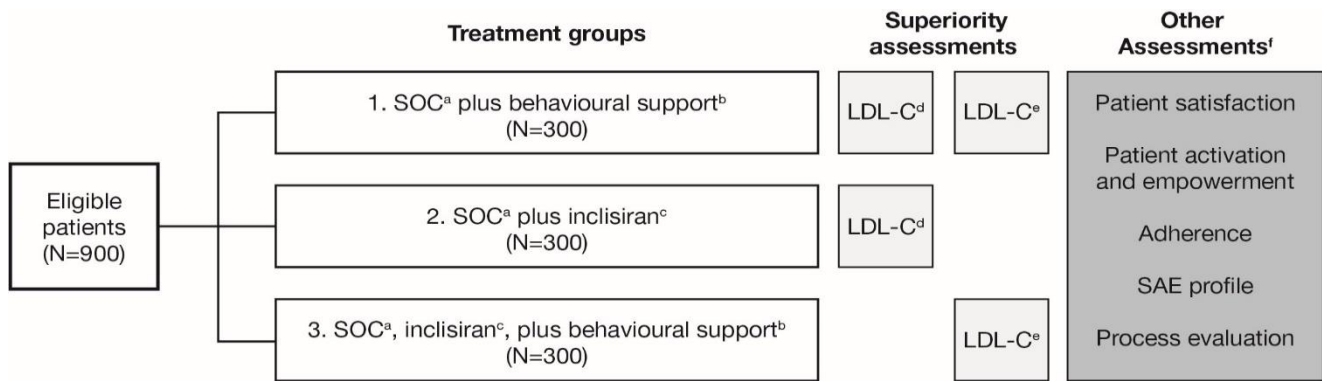 Treatment groups
Superiority
assessments
Other
Assessmentsᶠ
Eligible
patients
(N=900)
1. SOCᵃ plus behavioural supportᵇ
(N=300)
LDL-Cᵈ
LDL-Cᵉ
2. SOCᵃ plus inclisiranᶜ
(N=300)
LDL-Cᵈ
3. SOCᵃ, inclisiranᶜ, plus behavioural supportᵇ
(N=300)
LDL-Cᵉ
Patient satisfaction
Patient activation
and empowerment
Adherence
SAE profile
Process evaluation